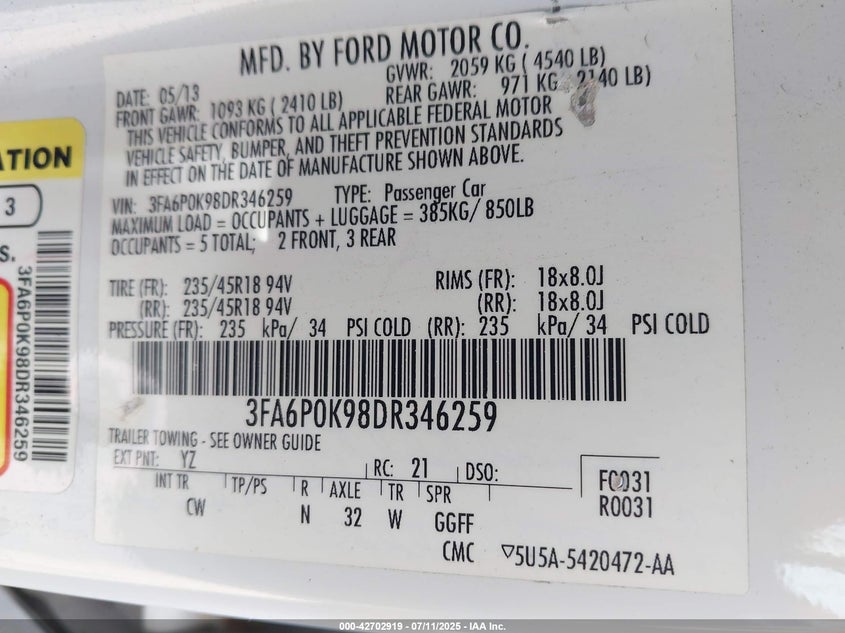 MFD. BY FORD MOTOR CO.
DATE: 05/13 GVWR: 2059 KG ( 4540 LB)
FRONT GAWR: 1093 KG ( 2410 LB) REAR GAWR: 971 KG 2140 LB)
THIS VEHICLE CONFORMS TO ALL APPLICABLE FEDERAL MOTOR
VEHICLE SAFETY, BUMPER, AND THEFT PREVENTION STANDARDS
IN EFFECT ON THE DATE OF MANUFACTURE SHOWN ABOVE.
VIN: 3FA6P0K98DR346259 TYPE: Passenger Car
MAXIMUM LOAD = OCCUPANTS + LUGGAGE = 385KG/ 850LB
OCCUPANTS = 5 TOTAL; 2 FRONT, 3 REAR
TIRE (FR): 235/45R18 94V RIMS (FR): 18x8.0J
(RR): 235/45R18 94V (RR): 18x8.0J
PRESSURE (FR): 235 kPa/ 34 PSI COLD (RR): 235 kPa/ 34 PSI COLD
3FA6P0K98DR346259
TRAILER TOWING - SEE OWNER GUIDE
EXT PNT: YZ RC: 21 DSO:
INT TR TP/PS R AXLE TR SPR
CW N 32 W GGFF
FC031
R0031
CMC ▽5U5A-5420472-AA
ATION
3
S.
3FA6P0K98DR346259
000-42702919 - 07/11/2025 - IAA Inc.